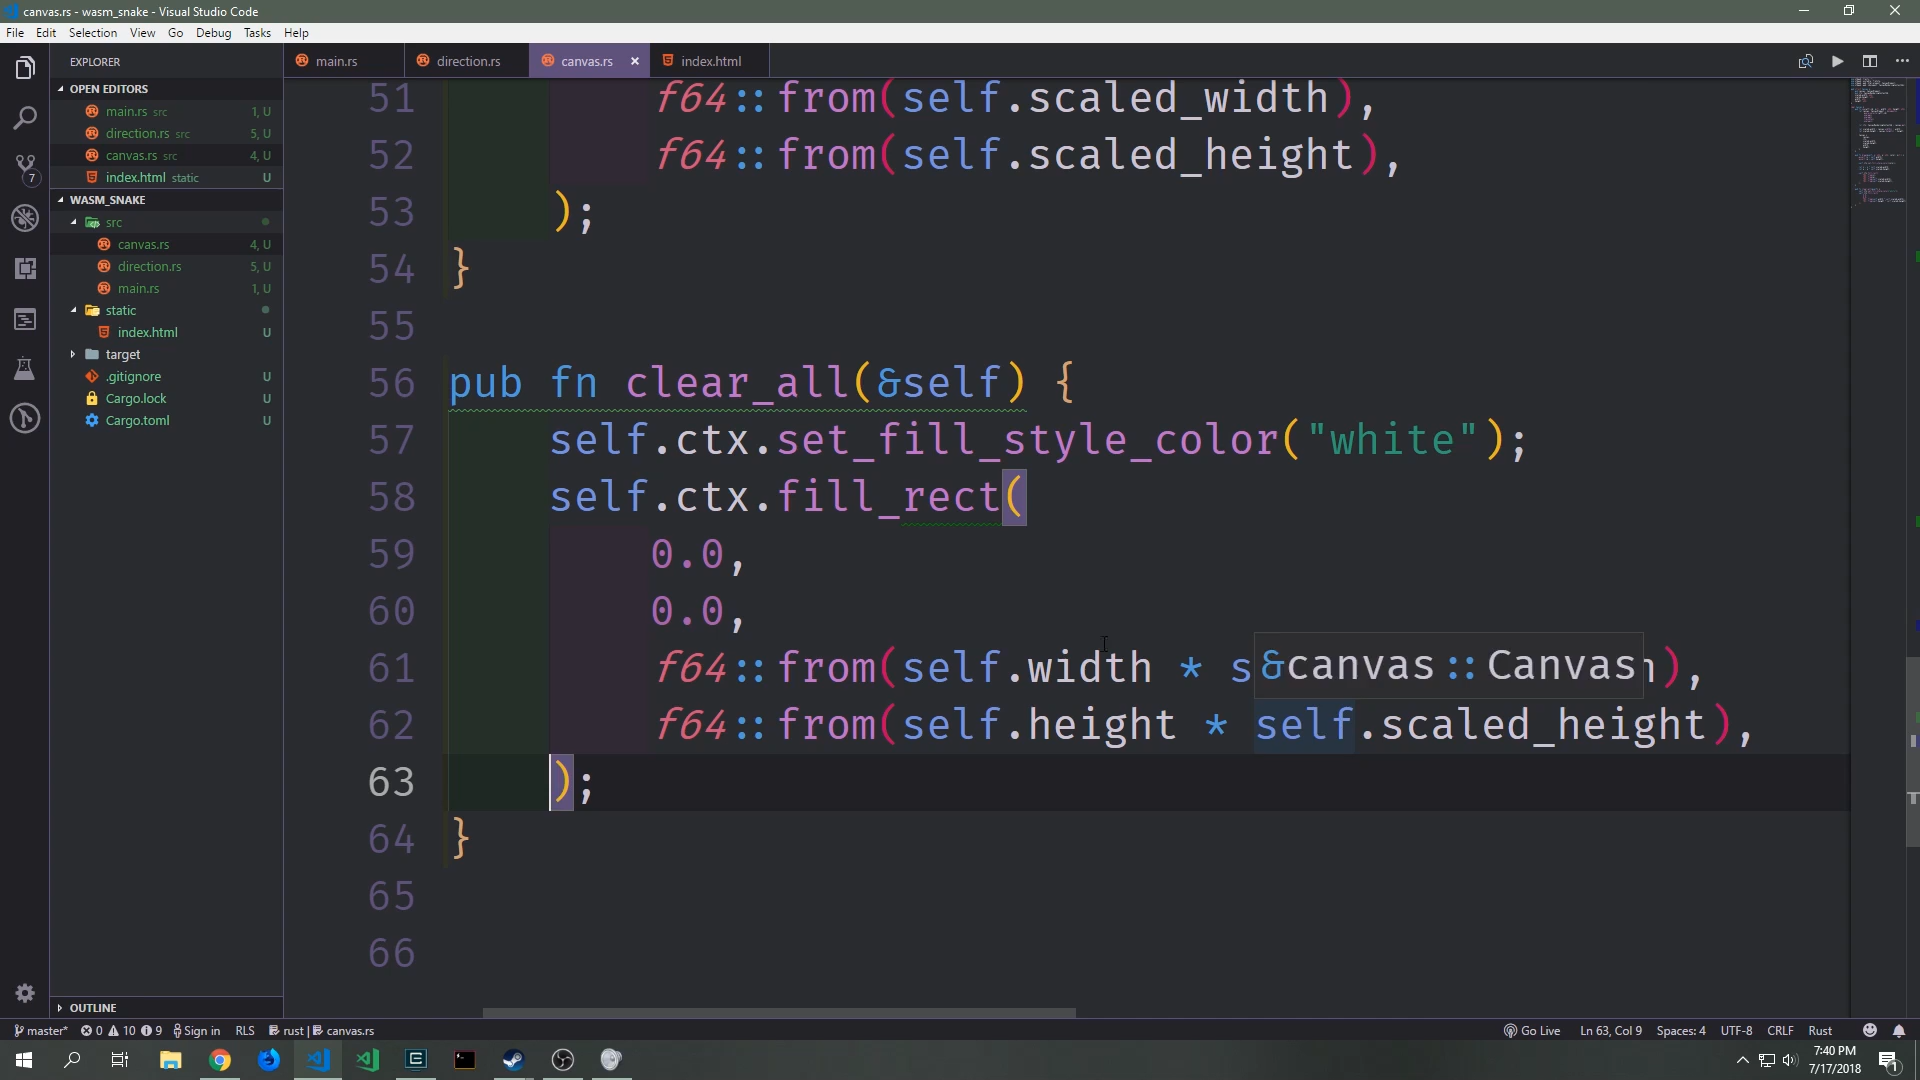 canvas.rs - wasm_snake - Visual Studio Code
File Edit Selection View Go Debug Tasks Help
EXPLORER
main.rs direction.rs canvas.rs × index.html
OPEN EDITORS
main.rs src 1, U
direction.rs src 5, U
canvas.rs src 4, U
index.html static U
7
WASM_SNAKE
src
canvas.rs 4, U
direction.rs 5, U
main.rs 1, U
static
index.html U
target
.gitignore U
Cargo.lock U
Cargo.toml U
OUTLINE
51 f64::from(self.scaled_width),
52 f64::from(self.scaled_height),
53 );
54 }
55
56 pub fn clear_all(&self) {
57 self.ctx.set_fill_style_color("white");
58 self.ctx.fill_rect(
59 0.0,
60 0.0,
61 f64::from(self.width * s &canvas::Canvas ),
62 f64::from(self.height * self.scaled_height),
63 );
64 }
65
66
master* 0 10 9 Sign in RLS rust | canvas.rs Go Live Ln 63, Col 9 Spaces: 4 UTF-8 CRLF Rust
7:40 PM
7/17/2018
1